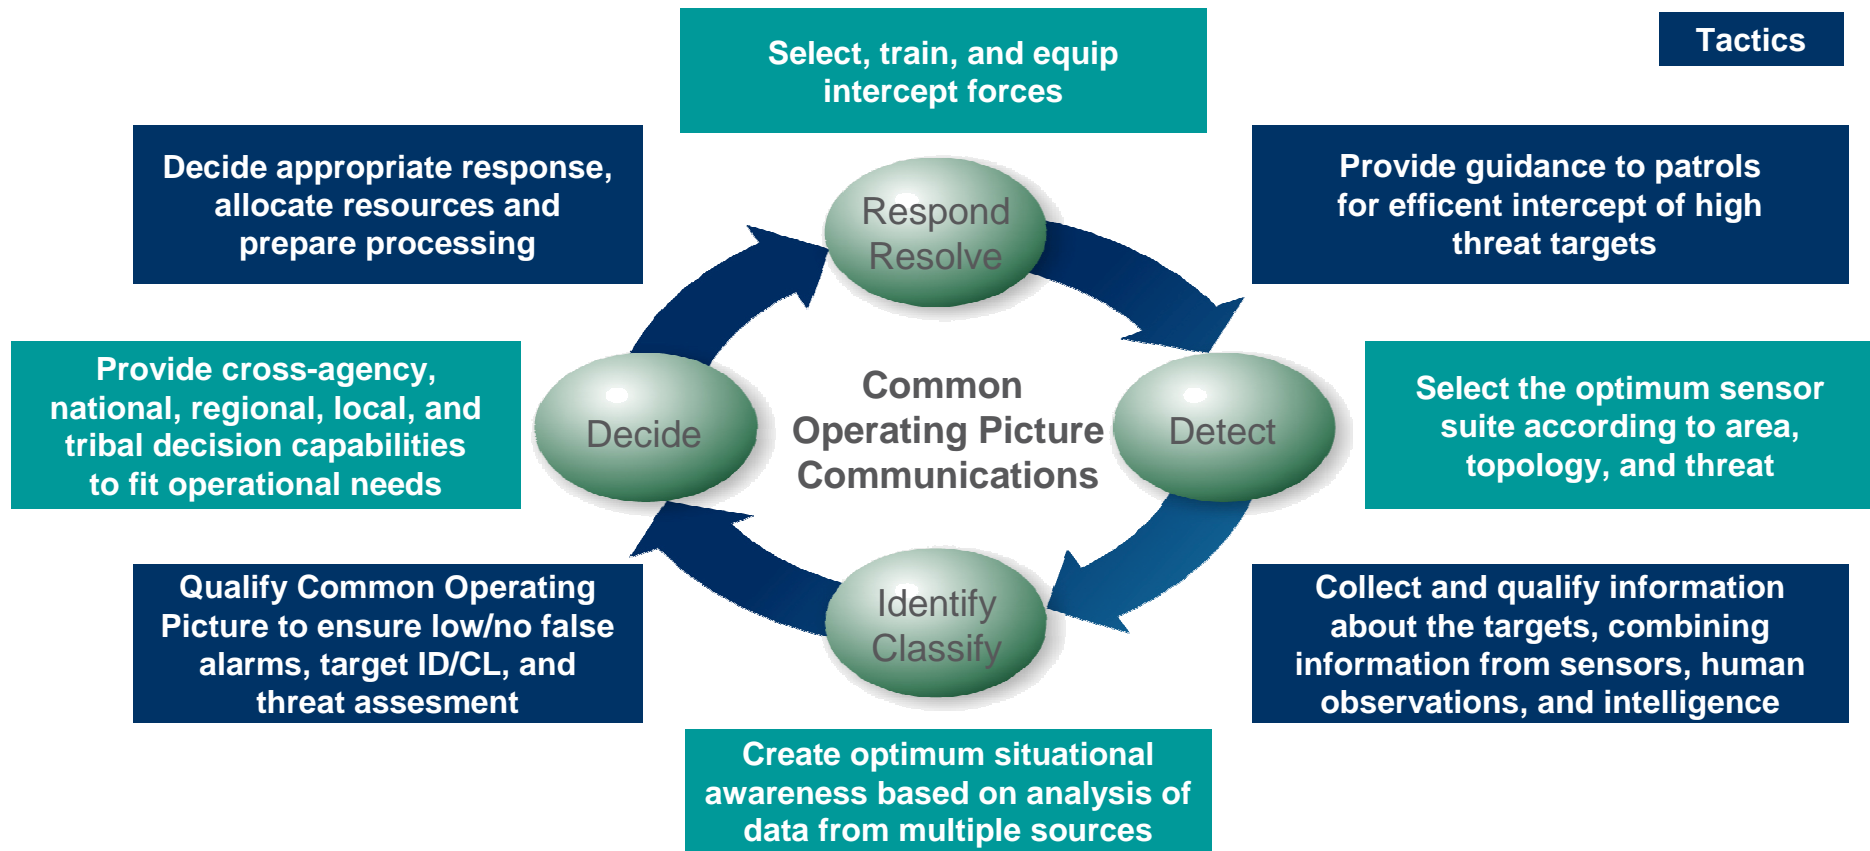 Tactics
Select, train, and equip
intercept forces
Decide appropriate response,
allocate resources and
prepare processing
Provide guidance to patrols
for efficent intercept of high
threat targets
Respond
Resolve
Provide cross-agency,
national, regional, local, and
tribal decision capabilities
to fit operational needs
Decide
Common
Operating Picture
Communications
Detect
Select the optimum sensor
suite according to area,
topology, and threat
Qualify Common Operating
Picture to ensure low/no false
alarms, target ID/CL, and
threat assesment
Identify
Classify
Collect and qualify information
about the targets, combining
information from sensors, human
observations, and intelligence
Create optimum situational
awareness based on analysis of
data from multiple sources